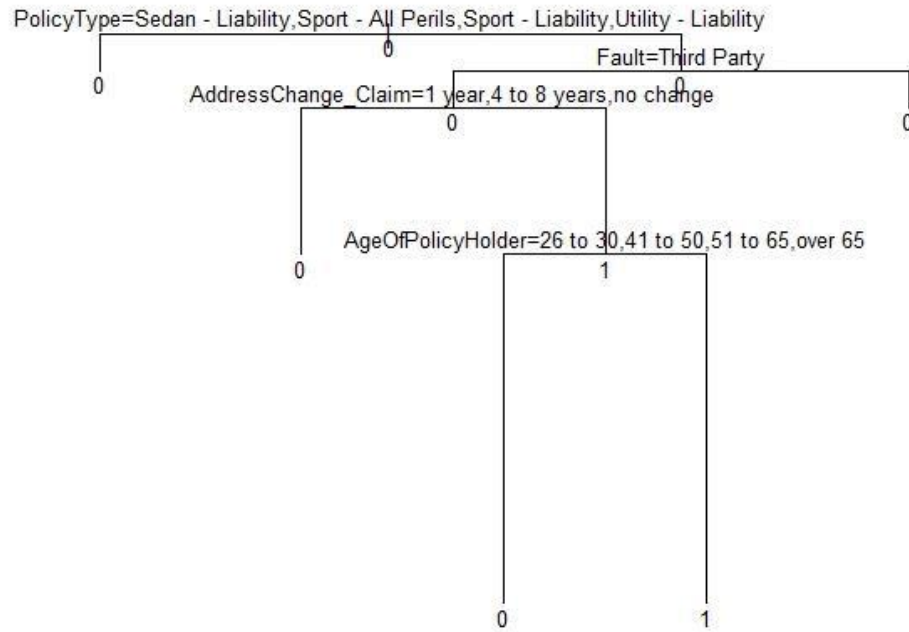 PolicyType=Sedan - Liability,Sport - All Perils,Sport - Liability,Utility - Liability
0
Fault=Third Party
0
0
AddressChange_Claim=1 year,4 to 8 years,no change
0
0
AgeOfPolicyHolder=26 to 30,41 to 50,51 to 65,over 65
0
1
0
1